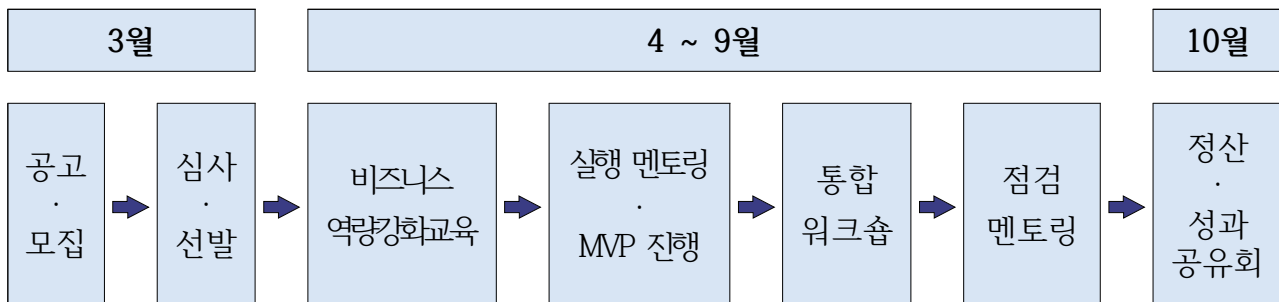 3월
4 ~ 9월
10월
공고
·
모집
심사
·
선발
비즈니스
역량강화교육
실행 멘토링
·
MVP 진행
통합
워크숍
점검
멘토링
정산
·
성과
공유회